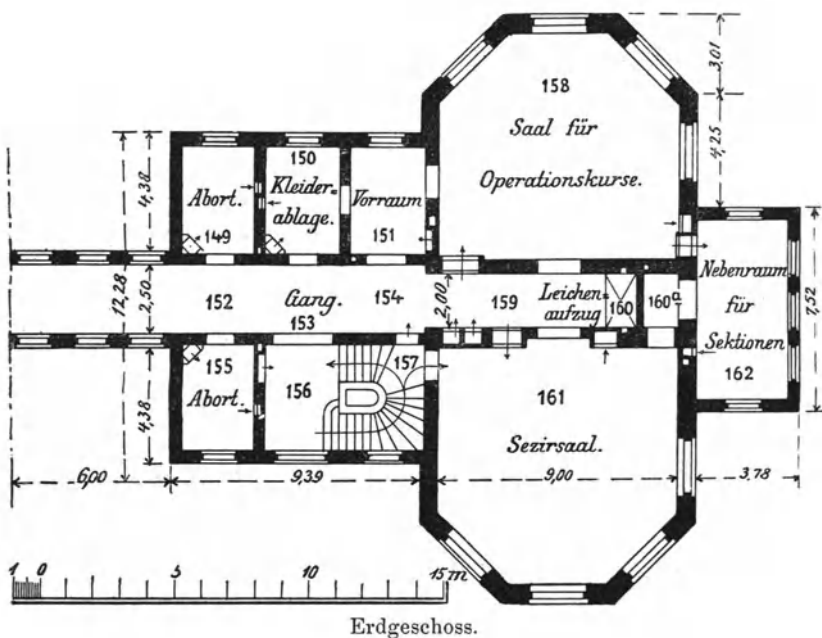 3,01
158
Saal für
Operationskurse.
4,25
150
Kleider=
ablage.
Abort.
149
Vorraum
151
4,38
12,28
2,50
152
Gang.
153
154
2,00
159
Leichen=
aufzug
160
160a
Nebenraum
für
Sektionen
162
7,52
155
Abort.
156
157
161
Sezirsaal.
4,38
6,00
9,39
9,00
3,78
1 0 5 10 15 m
Erdgeschoss.